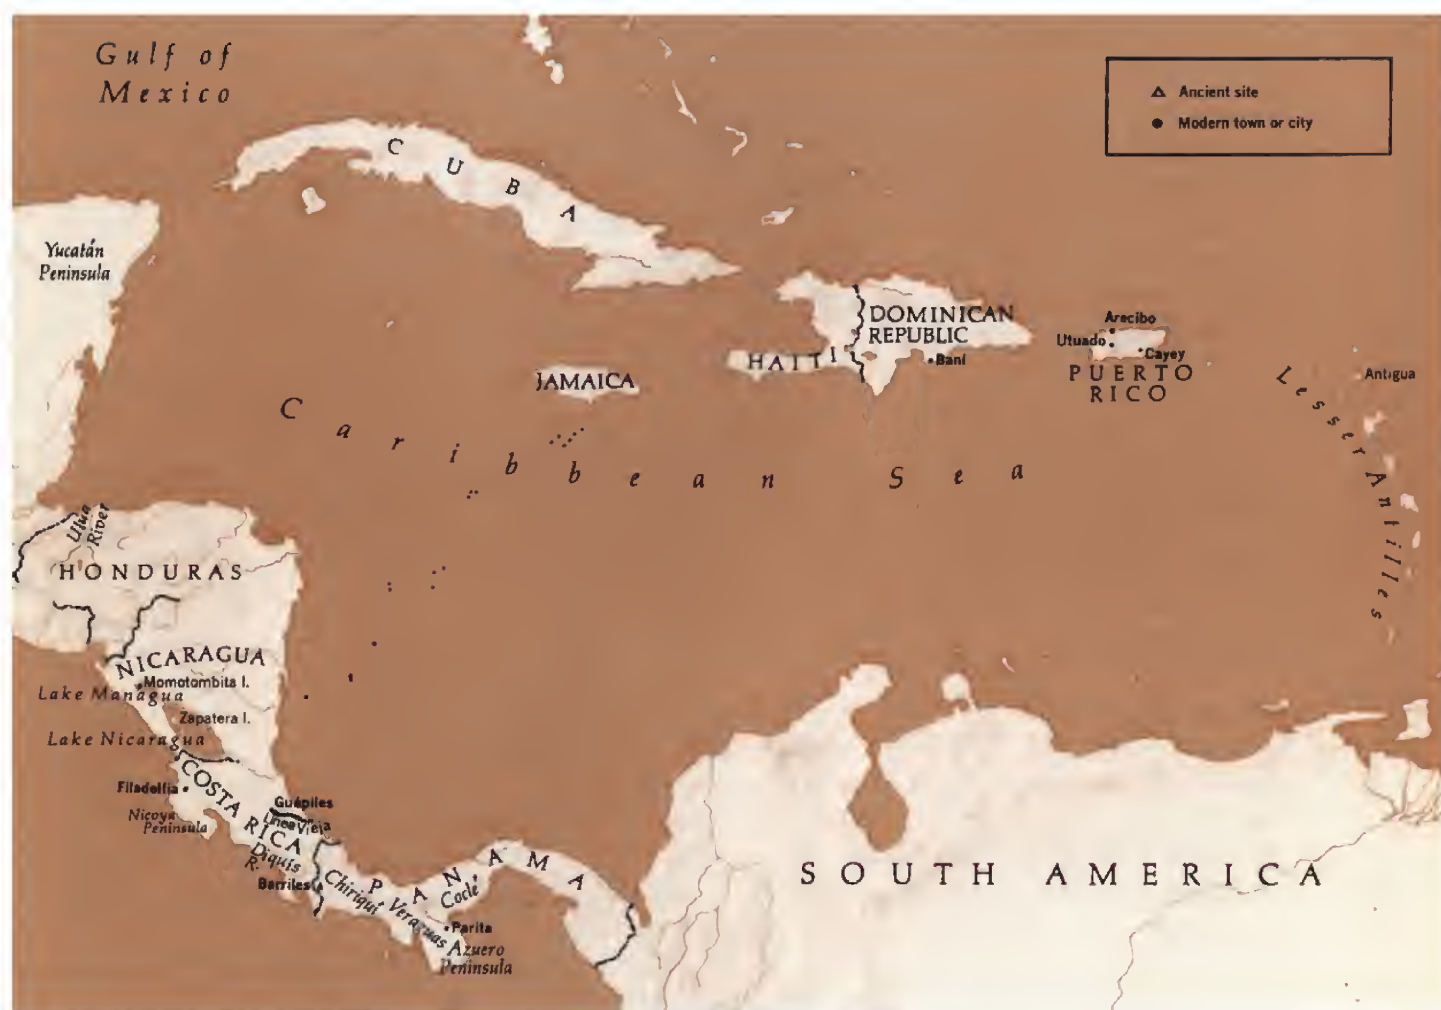 Gulf of
Mexico
Ancient site
Modern town or city
CUBA
Yucatán
Peninsula
DOMINICAN
REPUBLIC
HAITI
Baní
Arecibo
Utuado
Cayey
PUERTO
RICO
JAMAICA
Antigua
Lesser Antilles
Caribbean Sea
Ulúa
River
HONDURAS
NICARAGUA
Momotombita I.
Lake Managua
Zapatera I.
Lake Nicaragua
COSTA RICA
Filadelfia
Nicoya
Peninsula
Guápiles
Línea Vieja
Diquís
R.
Barriles
Chiriquí
PANAMA
Coclé
Veraguas
Parita
Azuero
Peninsula
SOUTH AMERICA